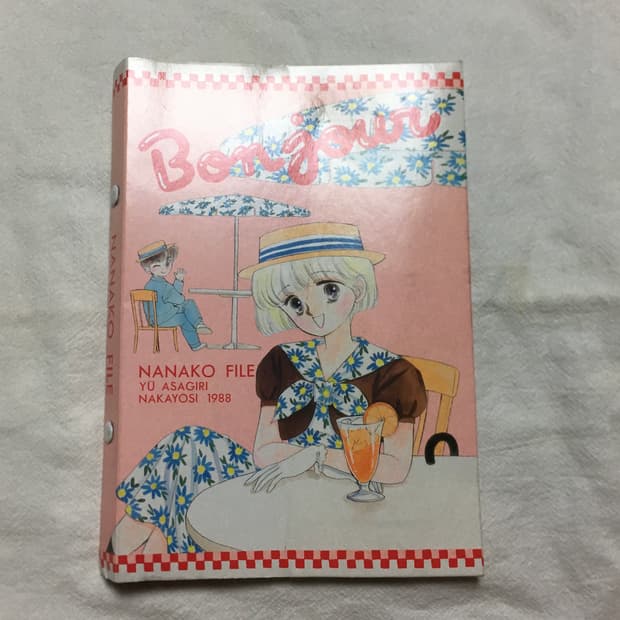 Bonjour
NANAKO FILE
YŪ ASAGIRI
NAKAYOSI 1988
NANAKO FILE